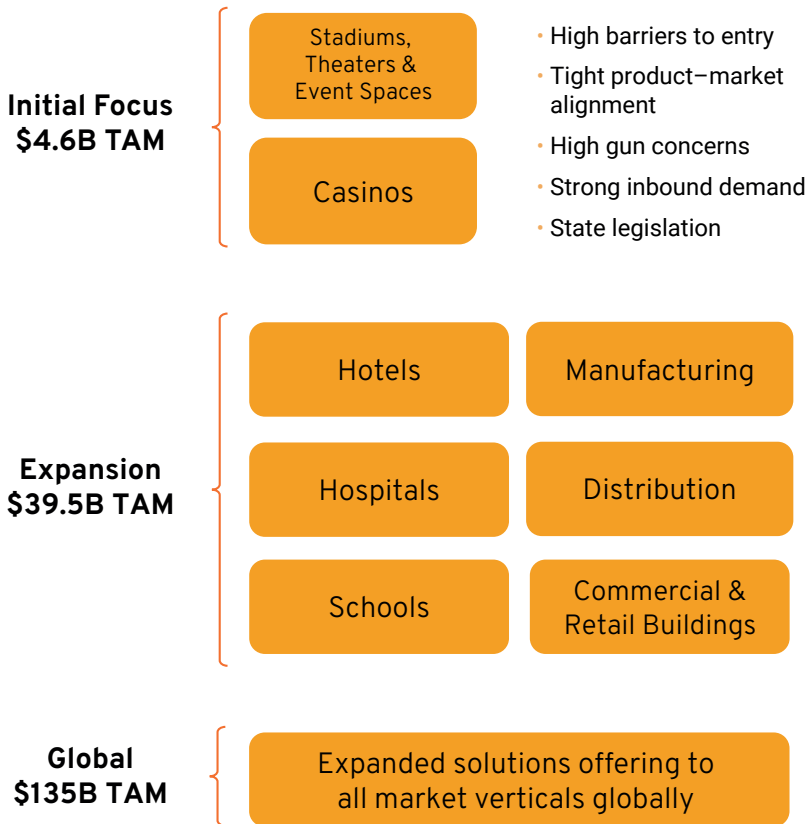 Initial Focus
$4.6B TAM
Stadiums,
Theaters &
Event Spaces
Casinos
• High barriers to entry
• Tight product–market
alignment
• High gun concerns
• Strong inbound demand
• State legislation
Expansion
$39.5B TAM
Hotels
Manufacturing
Hospitals
Distribution
Schools
Commercial &
Retail Buildings
Global
$135B TAM
Expanded solutions offering to
all market verticals globally